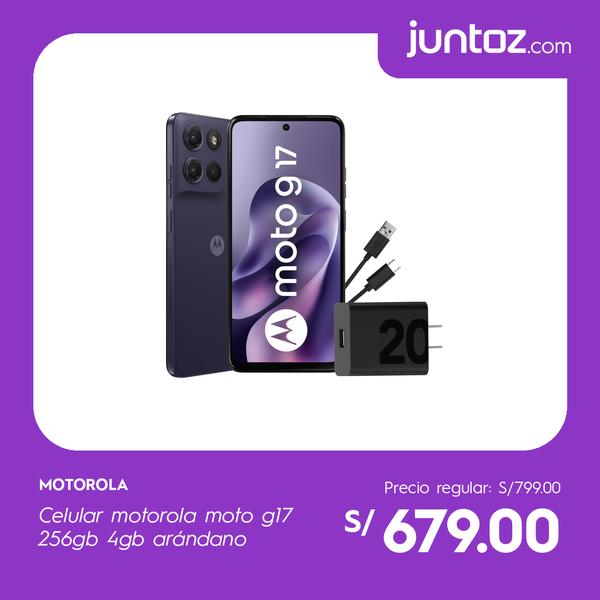 juntoz.com
moto g17
20
MOTOROLA
Celular motorola moto g17
256gb 4gb arándano
Precio regular: S/799.00
S/ 679.00